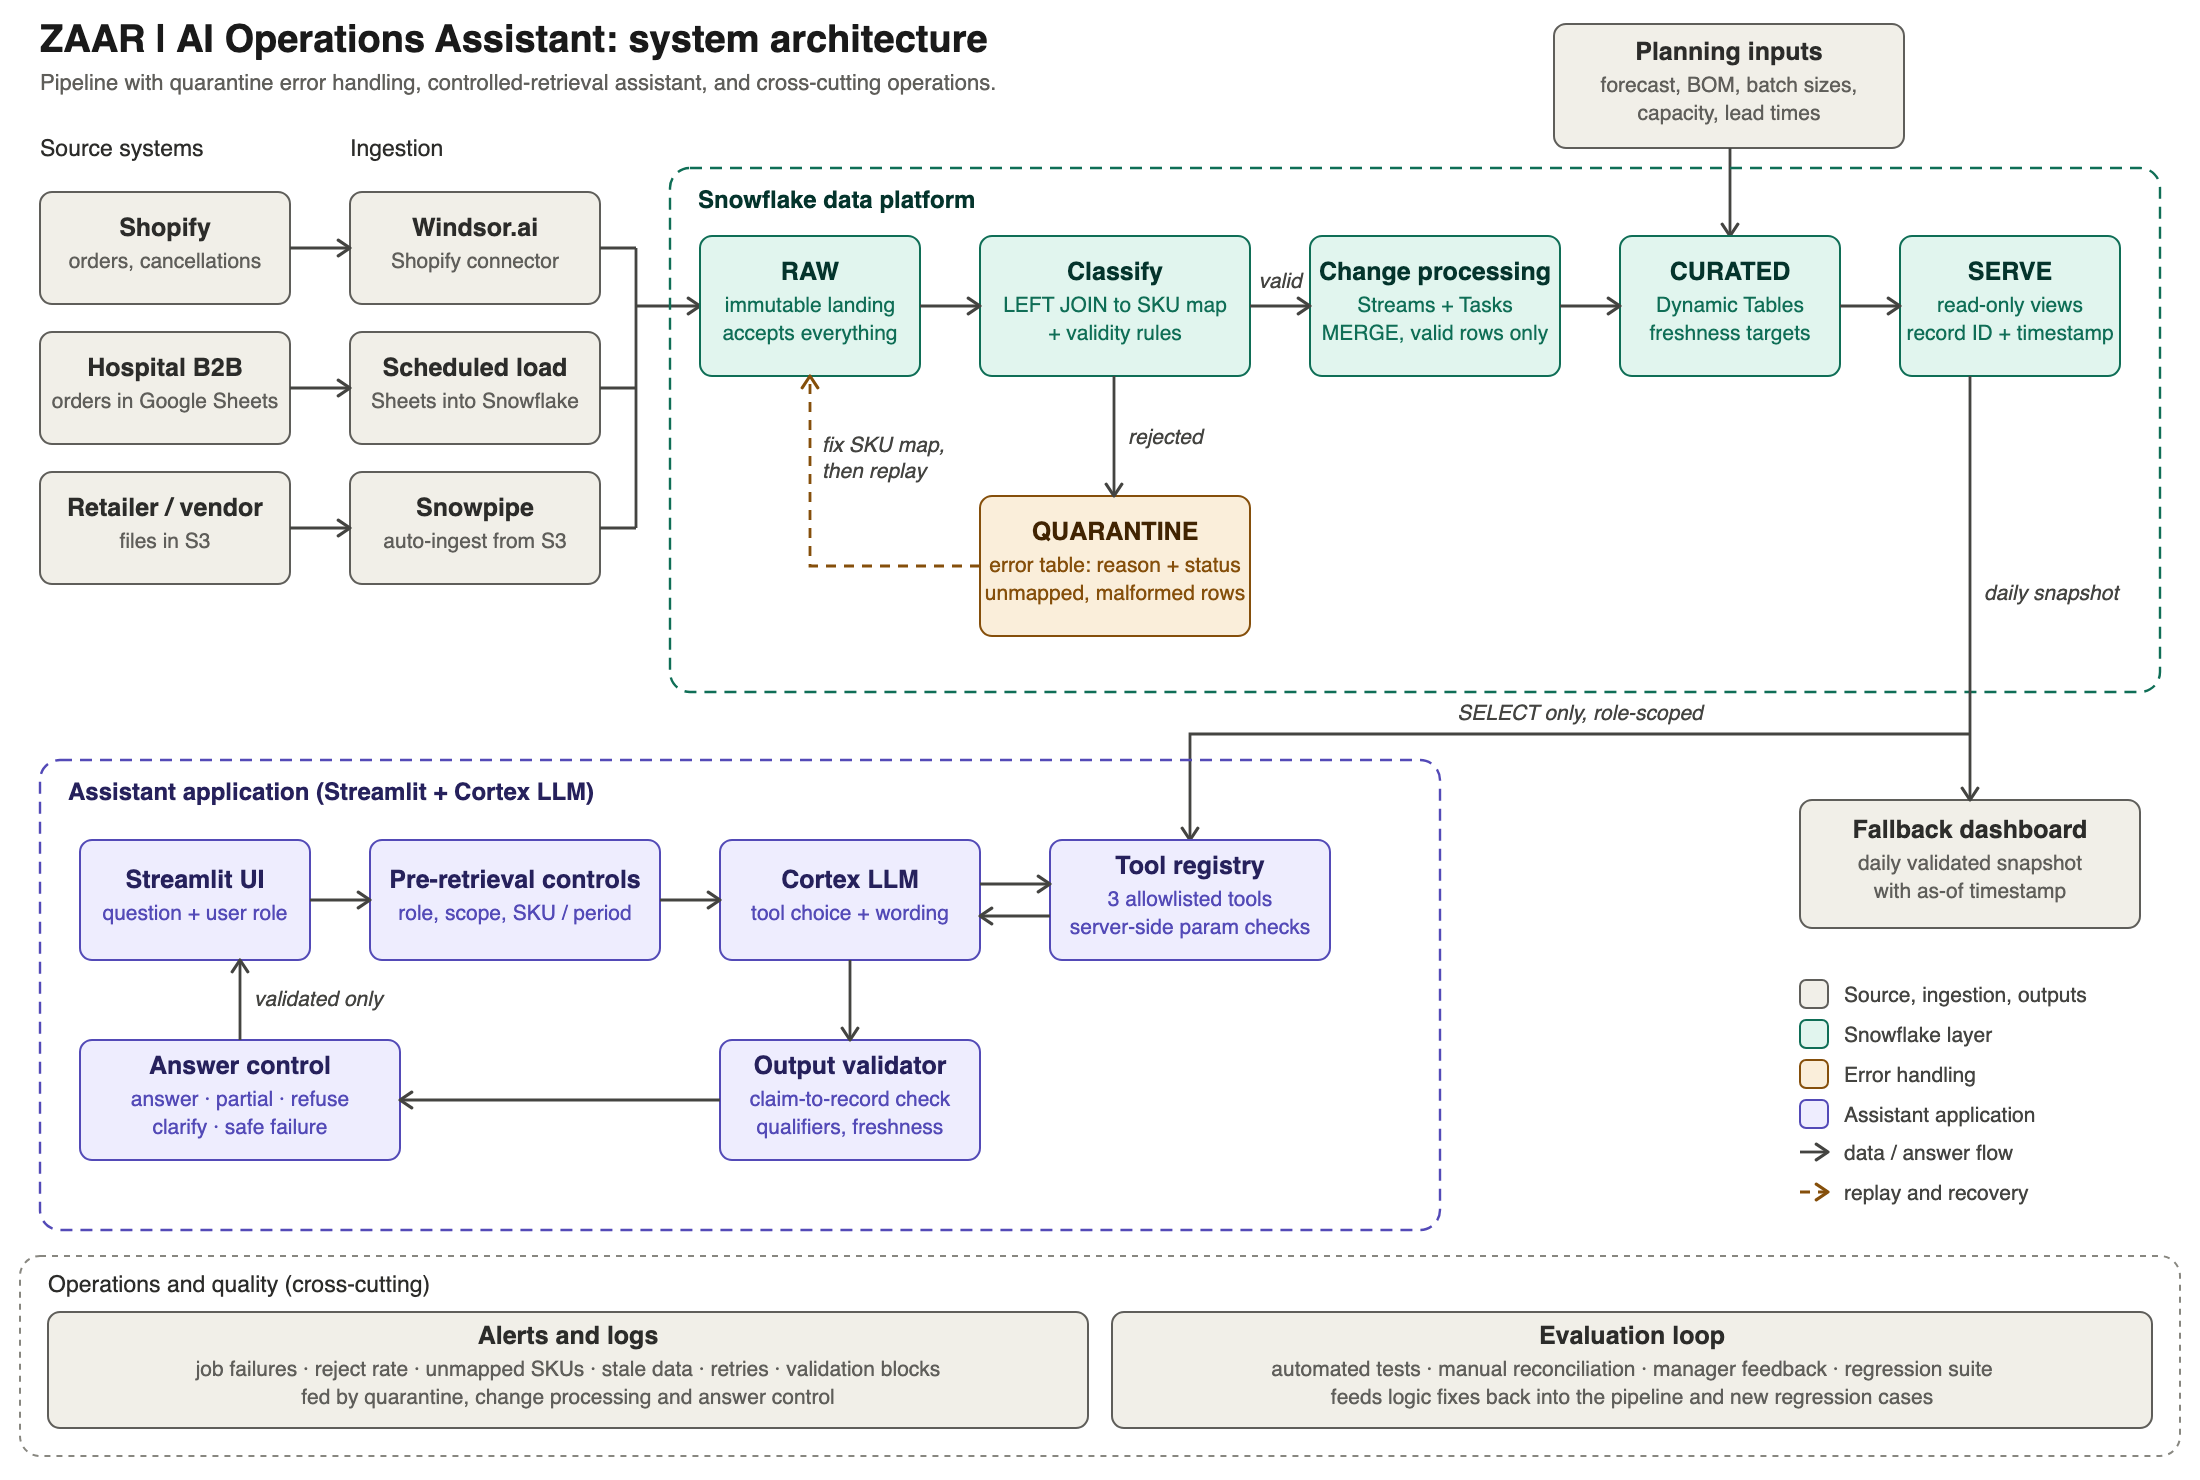 ZAAR | AI Operations Assistant: system architecture
Pipeline with quarantine error handling, controlled-retrieval assistant, and cross-cutting operations.
Planning inputs
forecast, BOM, batch sizes,
capacity, lead times
Source systems
Ingestion
Shopify
orders, cancellations
Windsor.ai
Shopify connector
Hospital B2B
orders in Google Sheets
Scheduled load
Sheets into Snowflake
Retailer / vendor
files in S3
Snowpipe
auto-ingest from S3
Snowflake data platform
RAW
immutable landing
accepts everything
Classify
LEFT JOIN to SKU map
+ validity rules
valid
Change processing
Streams + Tasks
MERGE, valid rows only
CURATED
Dynamic Tables
freshness targets
SERVE
read-only views
record ID + timestamp
fix SKU map,
then replay
rejected
QUARANTINE
error table: reason + status
unmapped, malformed rows
daily snapshot
SELECT only, role-scoped
Assistant application (Streamlit + Cortex LLM)
Streamlit UI
question + user role
Pre-retrieval controls
role, scope, SKU / period
Cortex LLM
tool choice + wording
Tool registry
3 allowlisted tools
server-side param checks
validated only
Answer control
answer · partial · refuse
clarify · safe failure
Output validator
claim-to-record check
qualifiers, freshness
Fallback dashboard
daily validated snapshot
with as-of timestamp
Source, ingestion, outputs
Snowflake layer
Error handling
Assistant application
data / answer flow
replay and recovery
Operations and quality (cross-cutting)
Alerts and logs
job failures · reject rate · unmapped SKUs · stale data · retries · validation blocks
fed by quarantine, change processing and answer control
Evaluation loop
automated tests · manual reconciliation · manager feedback · regression suite
feeds logic fixes back into the pipeline and new regression cases